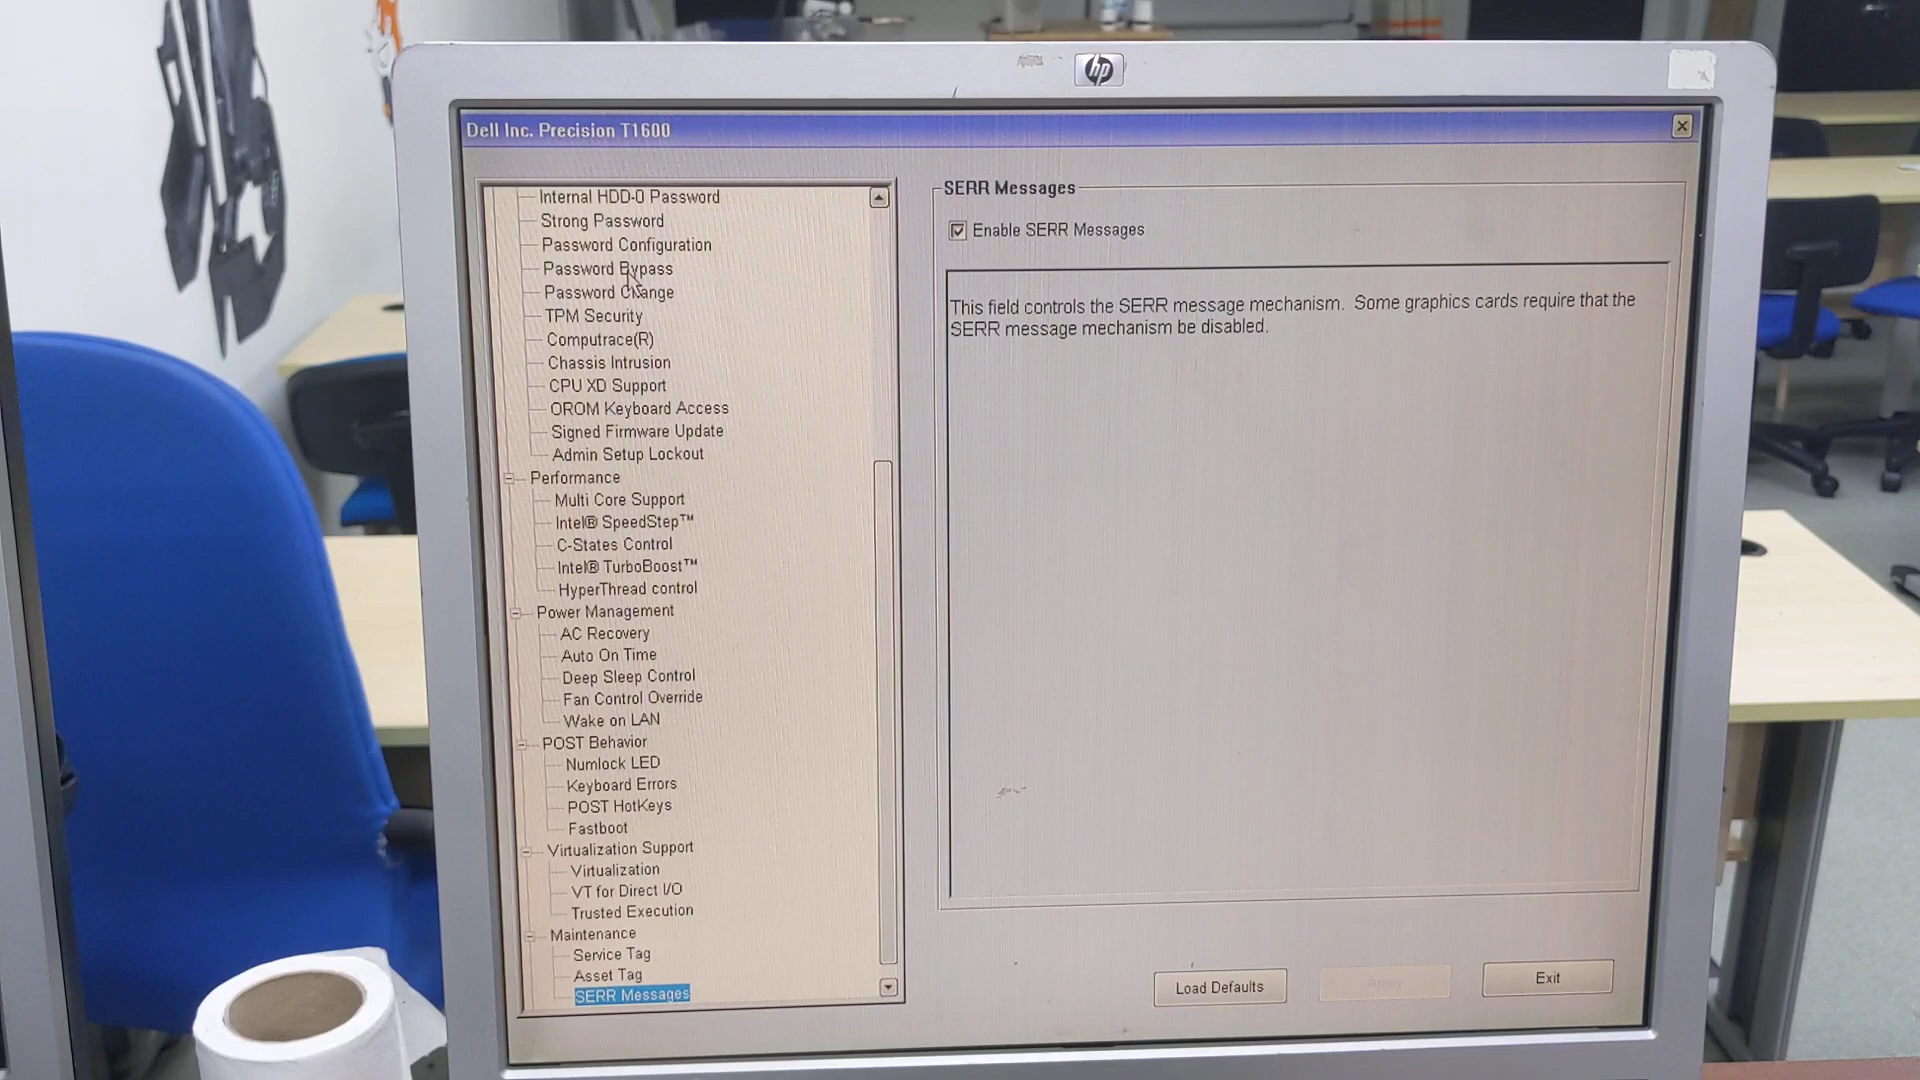 hp
Dell Inc. Precision T1600
Internal HDD-0 Password
Strong Password
Password Configuration
Password Bypass
Password Change
TPM Security
Computrace(R)
Chassis Intrusion
CPU XD Support
OROM Keyboard Access
Signed Firmware Update
Admin Setup Lockout
Performance
Multi Core Support
Intel® SpeedStep™
C-States Control
Intel® TurboBoost™
HyperThread control
Power Management
AC Recovery
Auto On Time
Deep Sleep Control
Fan Control Override
Wake on LAN
POST Behavior
Numlock LED
Keyboard Errors
POST HotKeys
Fastboot
Virtualization Support
Virtualization
VT for Direct I/O
Trusted Execution
Maintenance
Service Tag
Asset Tag
SERR Messages
SERR Messages
Enable SERR Messages
This field controls the SERR message mechanism. Some graphics cards require that the
SERR message mechanism be disabled.
Load Defaults
Apply
Exit